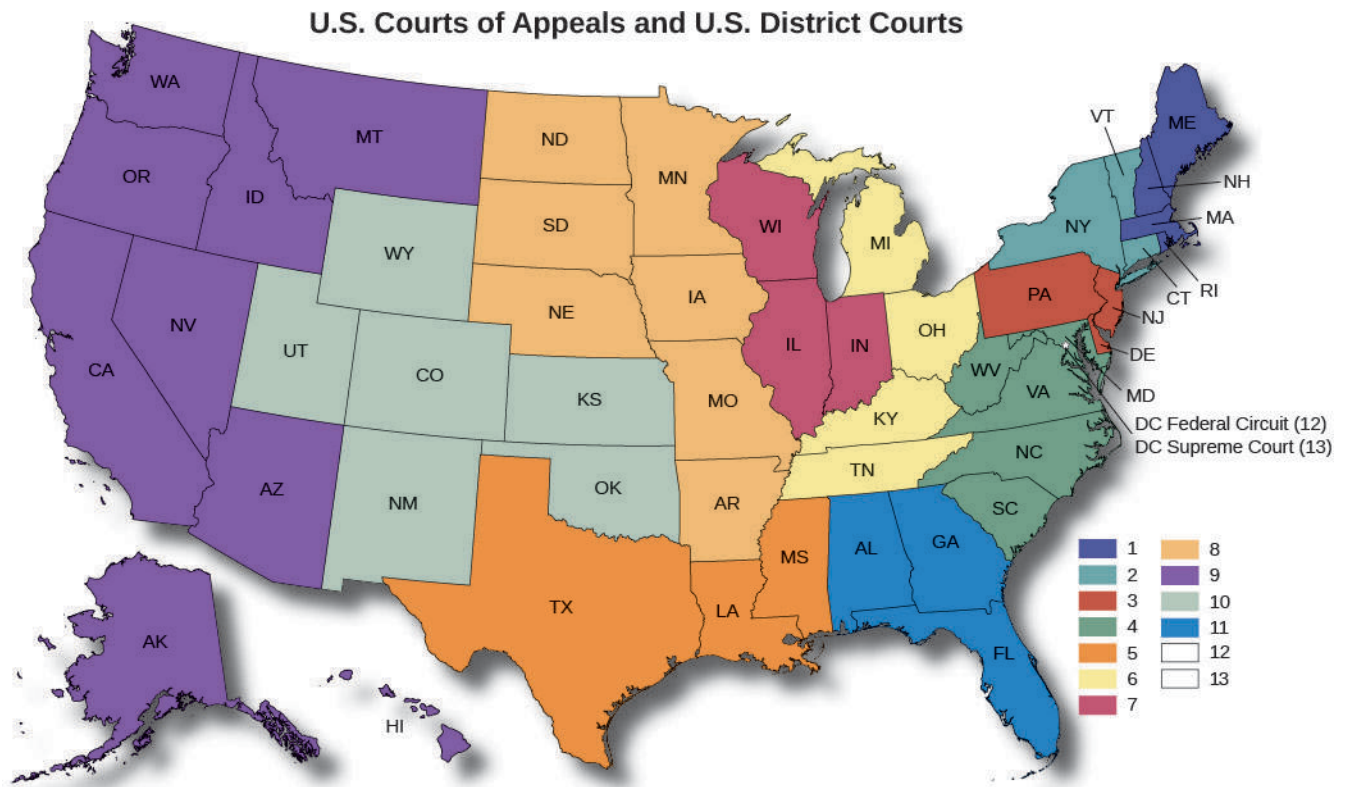 U.S. Courts of Appeals and U.S. District Courts
WA
MT
ND
MN
ME
VT
OR
ID
SD
WI
MI
NH
MA
NY
WY
IA
PA
CT
RI
NJ
NV
NE
UT
CO
IL
IN
OH
DE
CA
WV
VA
MD
KS
MO
KY
DC Federal Circuit (12)
DC Supreme Court (13)
NC
TN
AZ
NM
OK
AR
SC
TX
LA
MS
AL
GA
FL
AK
HI
1
2
3
4
5
6
7
8
9
10
11
12
13